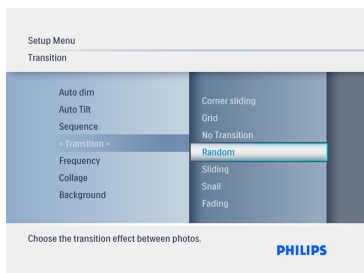 Setup Menu
Transition
Auto dim
Auto Tilt
Sequence
« Transition »
Frequency
Collage
Background
Corner sliding
Grid
No Transition
Random
Sliding
Snail
Fading
Choose the transition effect between photos.
PHILIPS